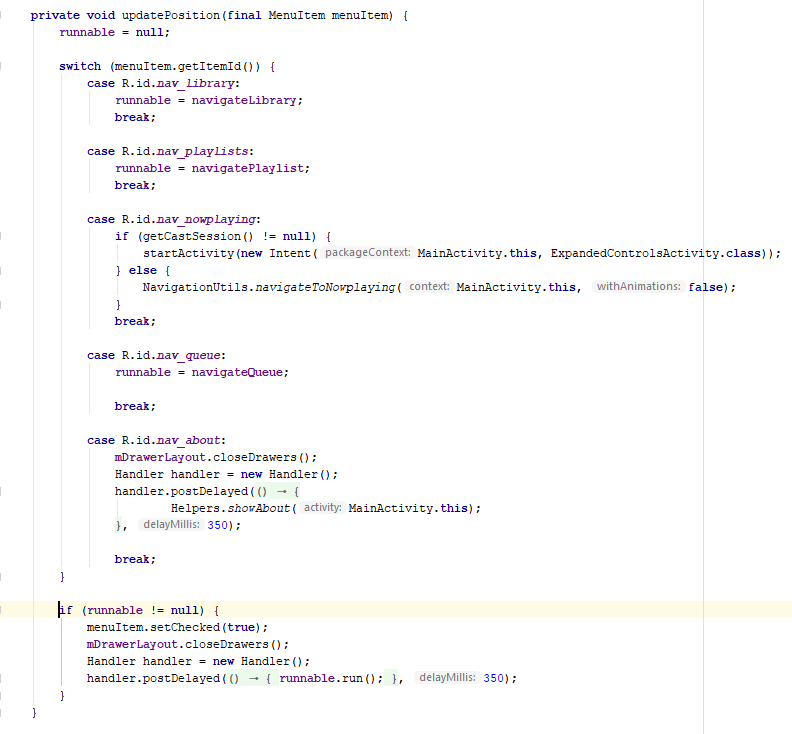 private void updatePosition(final MenuItem menuItem) {
    runnable = null;

    switch (menuItem.getItemId()) {
        case R.id.nav_library:
            runnable = navigateLibrary;
            break;

        case R.id.nav_playlists:
            runnable = navigatePlaylist;
            break;

        case R.id.nav_nowplaying:
            if (getCastSession() != null) {
                startActivity(new Intent( packageContext: MainActivity.this, ExpandedControlsActivity.class));
            } else {
                NavigationUtils.navigateToNowplaying( context: MainActivity.this, withAnimations: false);
            }
            break;

        case R.id.nav_queue:
            runnable = navigateQueue;

            break;

        case R.id.nav_about:
            mDrawerLayout.closeDrawers();
            Handler handler = new Handler();
            handler.postDelayed(() → {
                    Helpers.showAbout( activity: MainActivity.this);
            }, delayMillis: 350);

            break;
    }

    if (runnable != null) {
        menuItem.setChecked(true);
        mDrawerLayout.closeDrawers();
        Handler handler = new Handler();
        handler.postDelayed(() → { runnable.run(); }, delayMillis: 350);
    }
}